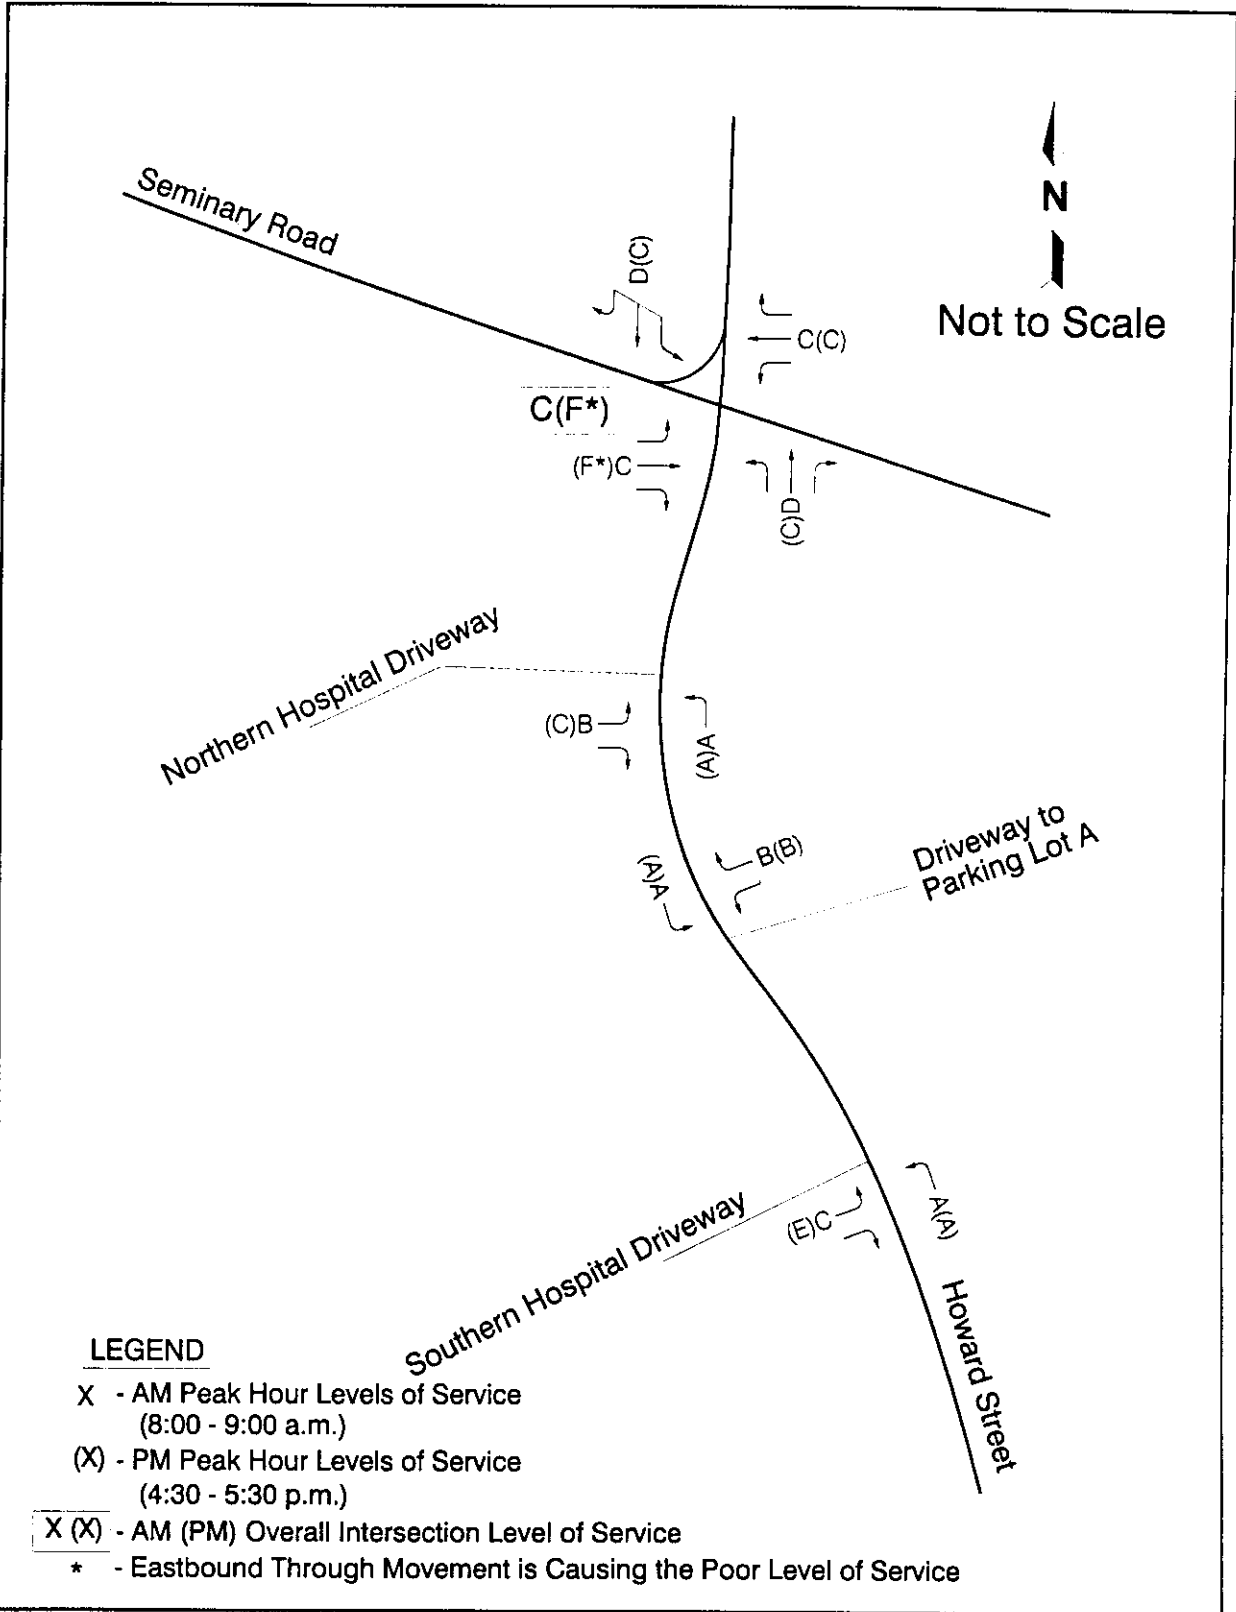 Seminary Road
N
Not to Scale
D(C)
C(C)
C(F*)
(F*)C
(C)D
Northern Hospital Driveway
(C)B
(A)A
(A)A
B(B)
Driveway to
Parking Lot A
A(A)
(E)C
Southern Hospital Driveway
Howard Street
LEGEND
X - AM Peak Hour Levels of Service
(8:00 - 9:00 a.m.)
(X) - PM Peak Hour Levels of Service
(4:30 - 5:30 p.m.)
X (X) - AM (PM) Overall Intersection Level of Service
* - Eastbound Through Movement is Causing the Poor Level of Service